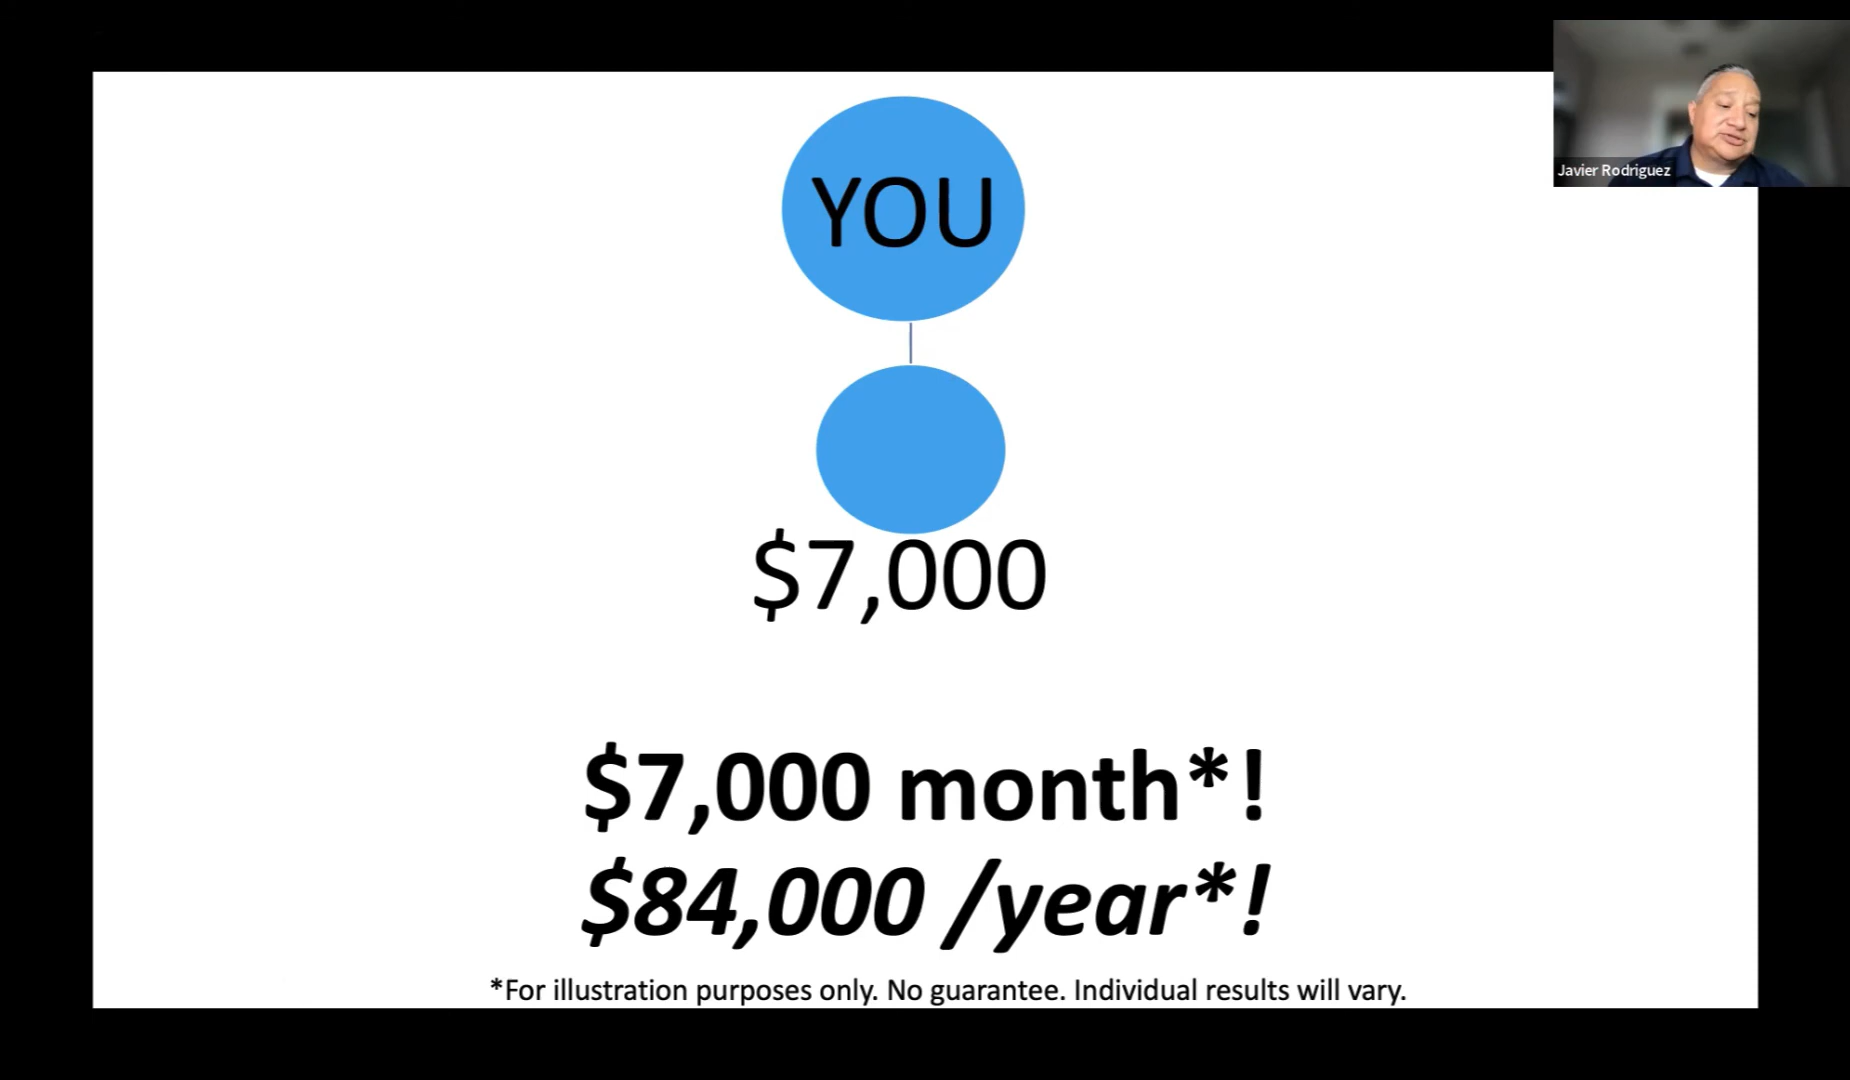 YOU
Javier Rodriguez
$7,000
$7,000 month*!
$84,000 /year*!
*For illustration purposes only. No guarantee. Individual results will vary.